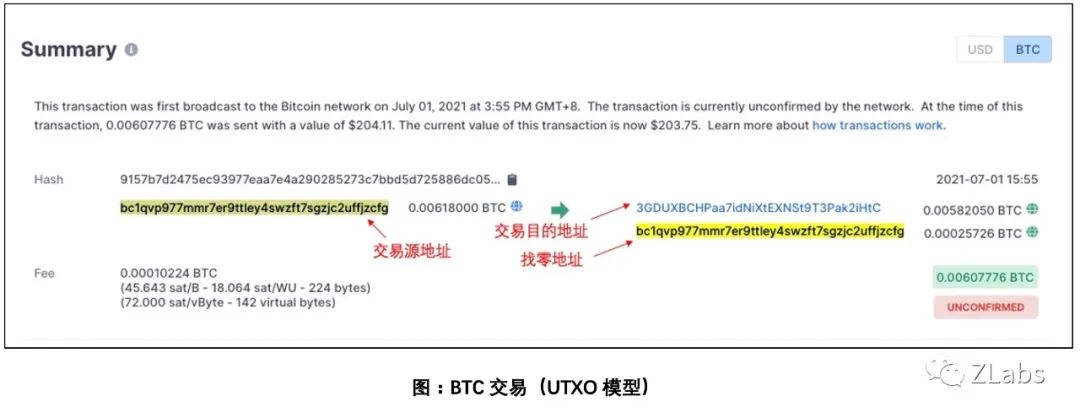 Summary
USD BTC
This transaction was first broadcast to the Bitcoin network on July 01, 2021 at 3:55 PM GMT+8. The transaction is currently unconfirmed by the network. At the time of this
transaction, 0.00607776 BTC was sent with a value of $204.11. The current value of this transaction is now $203.75. Learn more about how transactions work.
Hash 9157b7d2475ec93977eaa7e4a290285273c7bbd5d725886dc05... 2021-07-01 15:55
bc1qvp977mmr7er9ttley4swzft7sgzjc2uffjzcfg 0.00618000 BTC 3GDUXBCHPaa7idNiXtEXNSt9T3Pak2iHtC 0.00582050 BTC
交易目的地址 bc1qvp977mmr7er9ttley4swzft7sgzjc2uffjzcfg 0.00025726 BTC
交易源地址 找零地址
Fee 0.00010224 BTC 0.00607776 BTC
(45.643 sat/B - 18.064 sat/WU - 224 bytes)
(72.000 sat/vByte - 142 virtual bytes) UNCONFIRMED
图：BTC 交易（UTXO 模型）
ZLabs